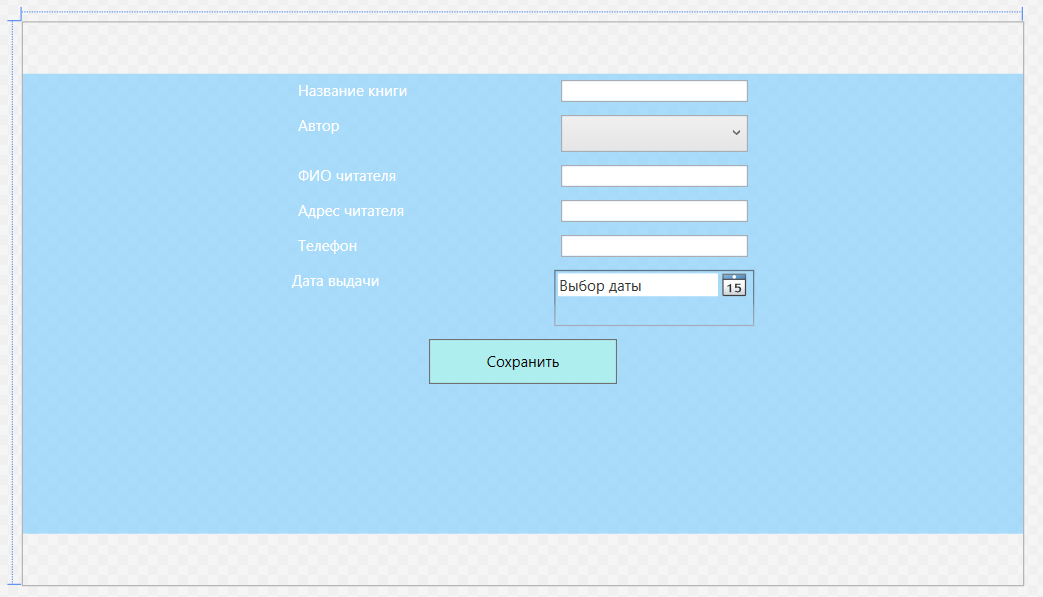 Название книги
Автор
ФИО читателя
Адрес читателя
Телефон
Дата выдачи
Выбор даты
15
Сохранить